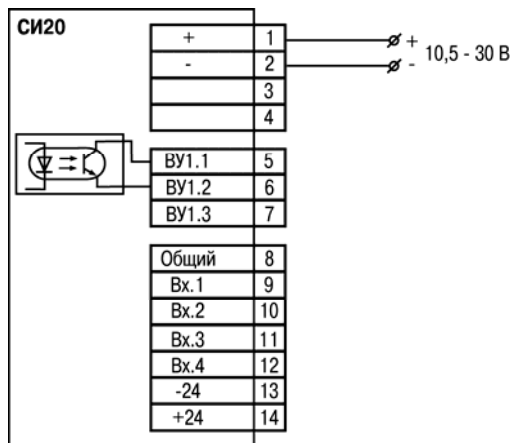 СИ20
+ 1 +
- 2 -
10,5 - 30 В
3
4
ВУ1.1 5
ВУ1.2 6
ВУ1.3 7
Общий 8
Вх.1 9
Вх.2 10
Вх.3 11
Вх.4 12
-24 13
+24 14